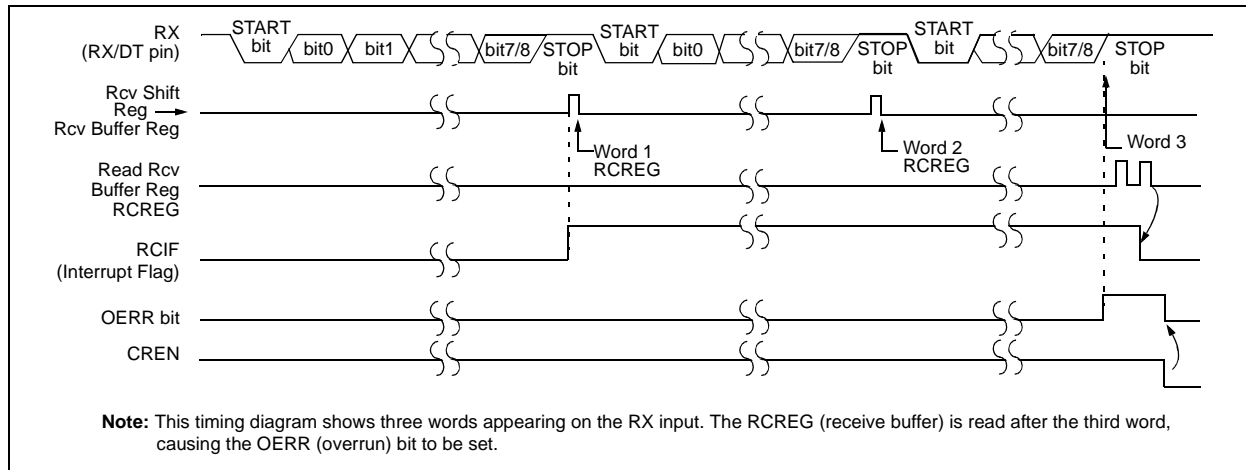 RX
(RX/DT pin)
START
bit
bit0
bit1
bit7/8
STOP
bit
START
bit
bit0
bit7/8
STOP
bit
START
bit
bit7/8
STOP
bit
Rcv Shift
Reg
Rcv Buffer Reg
Word 1
RCREG
Word 2
RCREG
Word 3
Read Rcv
Buffer Reg
RCREG
RCIF
(Interrupt Flag)
OERR bit
CREN
Note: This timing diagram shows three words appearing on the RX input. The RCREG (receive buffer) is read after the third word,
causing the OERR (overrun) bit to be set.